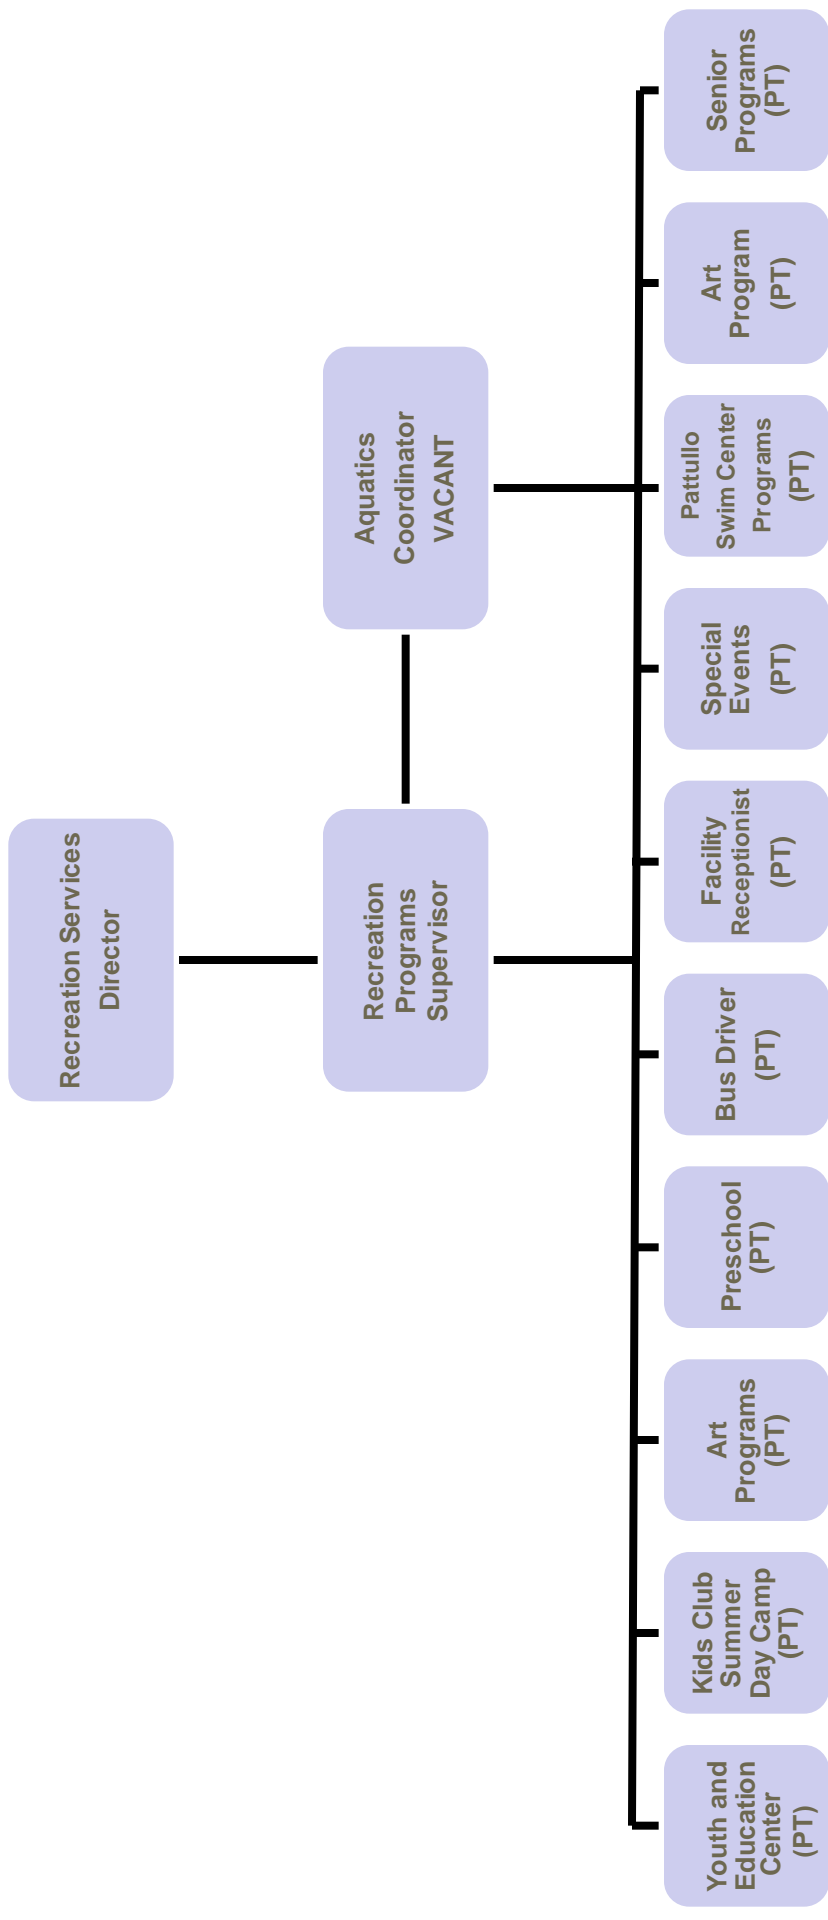 Recreation Services
Director
Recreation
Programs
Supervisor
Aquatics
Coordinator
VACANT
Youth and
Education
Center
(PT)
Kids Club
Summer
Day Camp
(PT)
Art
Programs
(PT)
Preschool
(PT)
Bus Driver
(PT)
Facility
Receptionist
(PT)
Special
Events
(PT)
Pattullo
Swim Center
Programs
(PT)
Art
Program
(PT)
Senior
Programs
(PT)